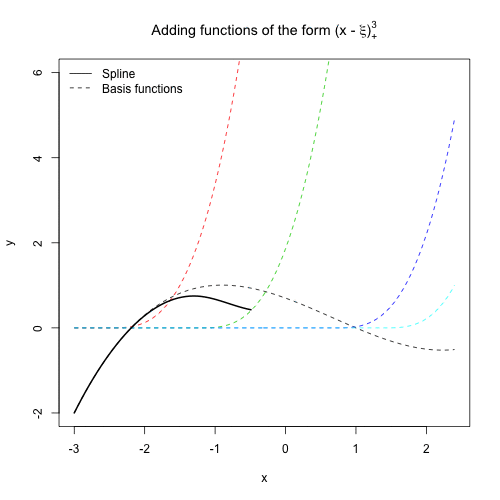 Adding functions of the form (x - ξ)³₊
Spline
Basis functions
y
6
4
2
0
-2
-3 -2 -1 0 1 2
x